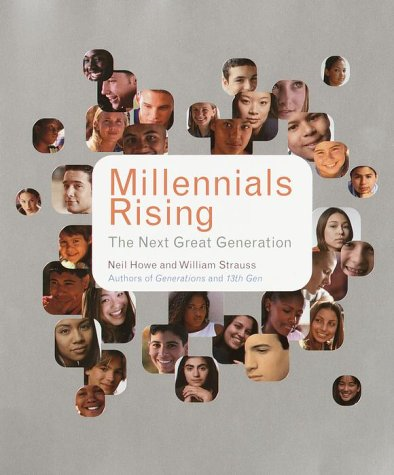 Millennials
Rising
The Next Great Generation
Neil Howe and William Strauss
Authors of Generations and 13th Gen